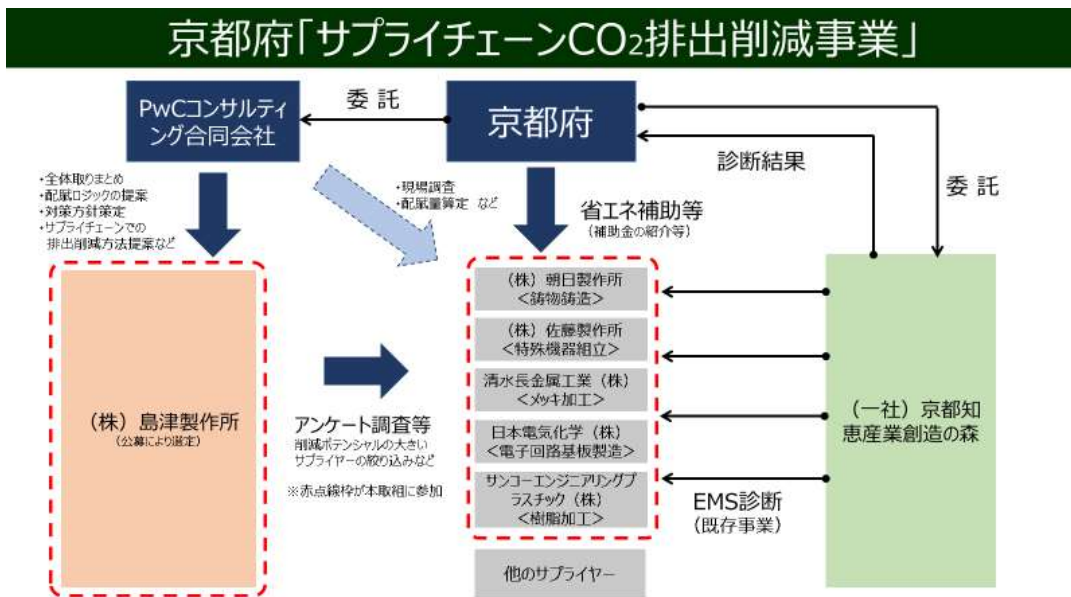 京都府「サプライチェーンCO₂排出削減事業」
PwCコンサルティ
ング合同会社
委 託
京都府
診断結果
委 託
・全体取りまとめ
・配賦ロジックの提案
・対策方針策定
・サプライチェーンでの
排出削減方法提案など
・現場調査
・配賦量算定 など
省エネ補助等
(補助金の紹介等)
(株)島津製作所
(公募により選定)
アンケート調査等
削減ポテンシャルの大きい
サプライヤーの絞り込みなど
※赤点線枠が本取組に参加
(株)朝日製作所
<鋳物鋳造>
(株)佐藤製作所
<特殊機器組立>
清水長金属工業(株)
<メッキ加工>
日本電気化学(株)
<電子回路基板製造>
サンコーエンジニアリングプ
ラスチック(株)
<樹脂加工>
他のサプライヤー
EMS診断
(既存事業)
(一社)京都知
恵産業創造の森